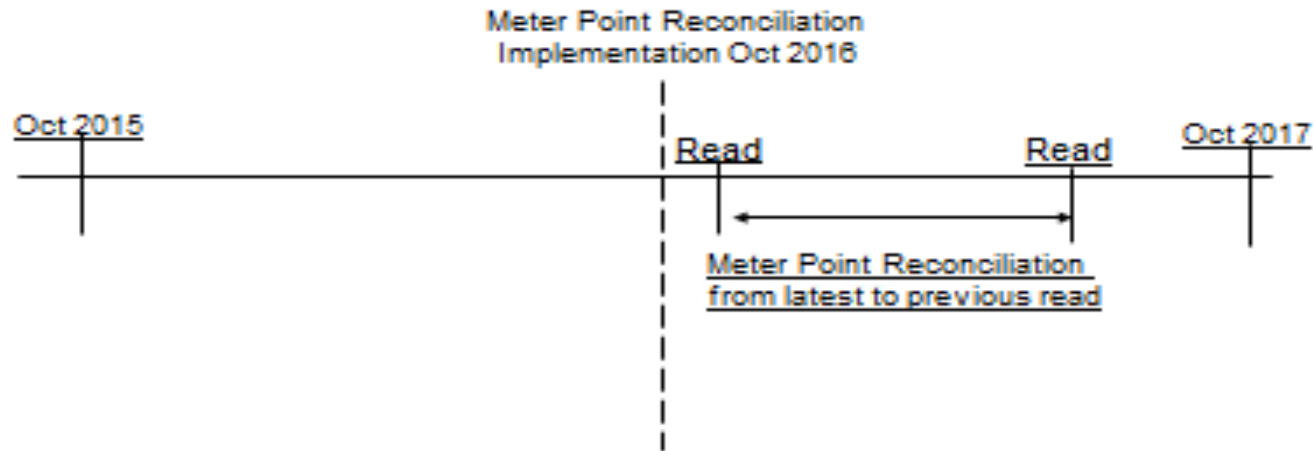 Meter Point Reconciliation
Implementation Oct 2016
Oct 2015
Read
Read
Oct 2017
Meter Point Reconciliation
from latest to previous read